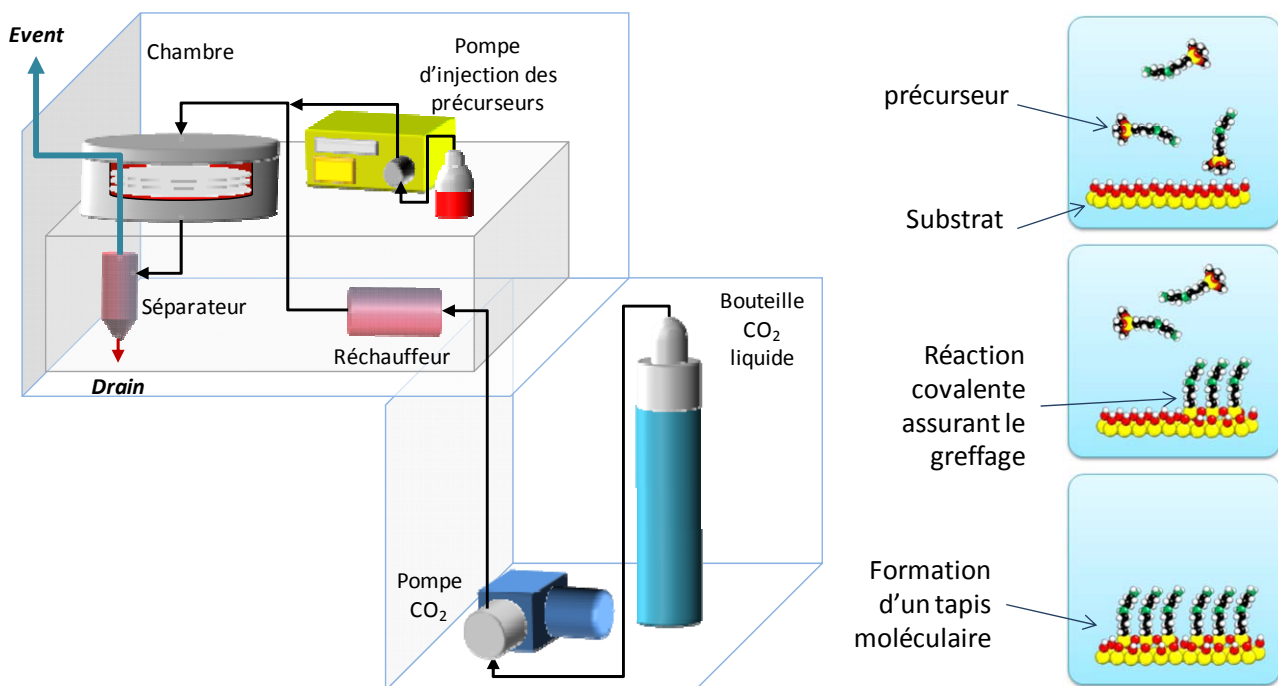 Event
Chambre
Pompe
d'injection des
précurseurs
Séparateur
Drain
Réchauffeur
Bouteille
CO₂
liquide
Pompe
CO₂
précurseur
Substrat
Réaction
covalente
assurant le
greffage
Formation
d'un tapis
moléculaire